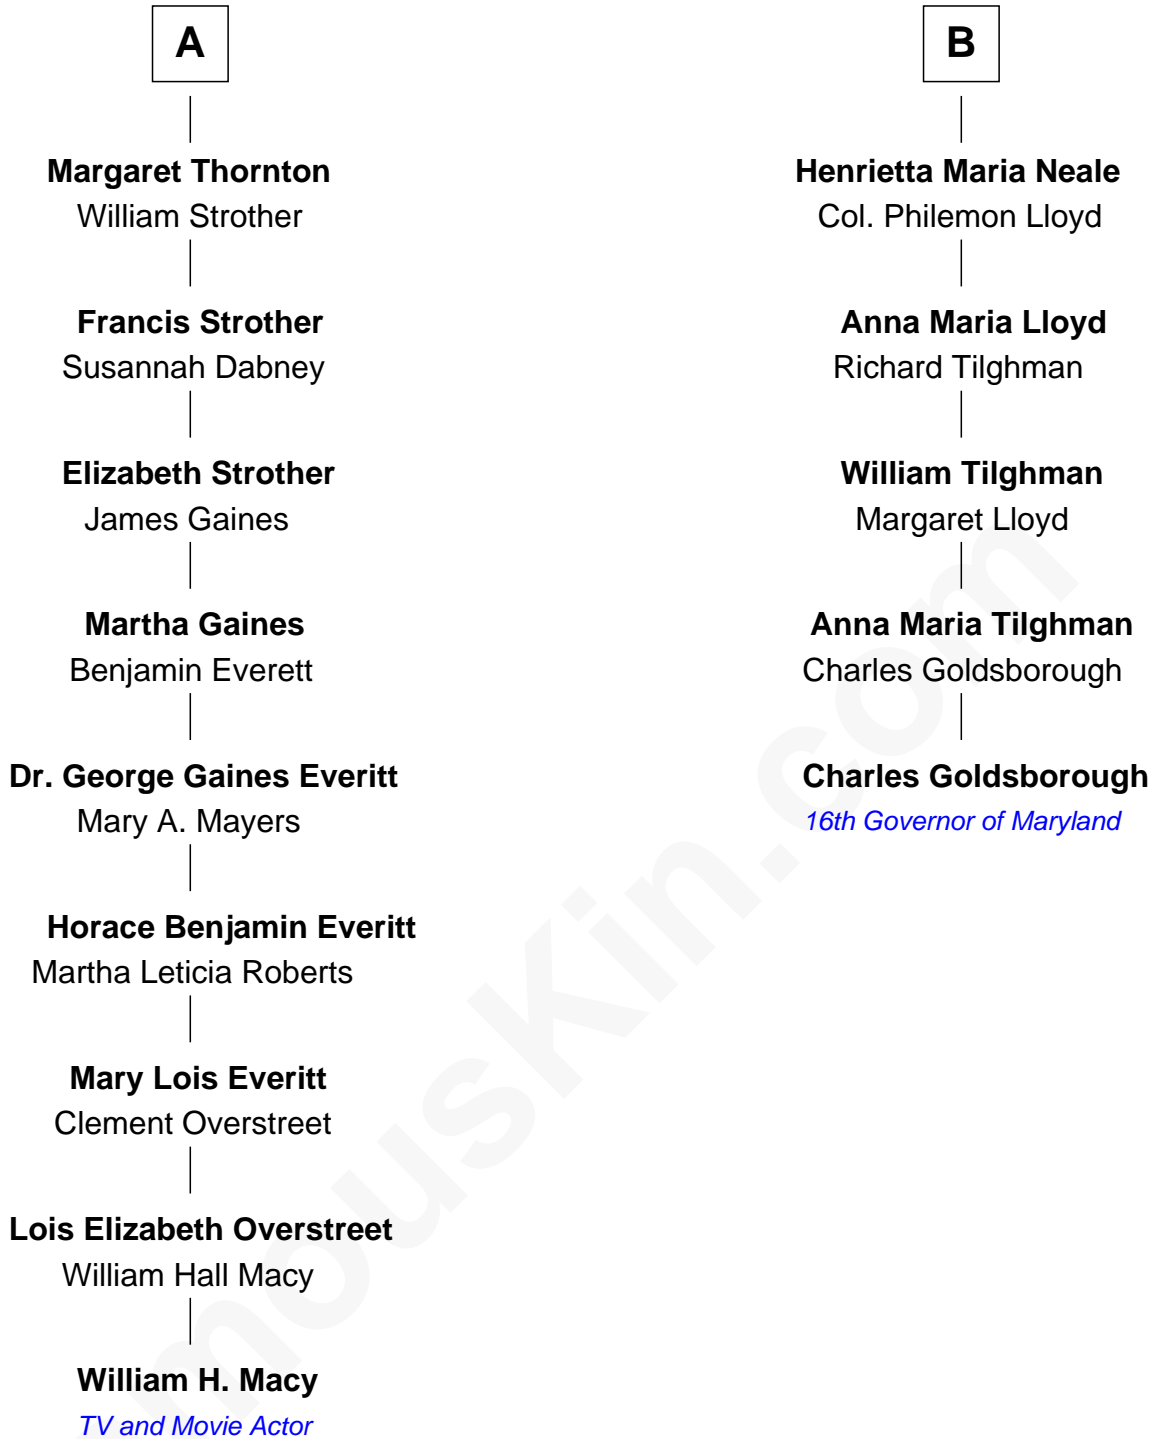 A
B
Margaret Thornton
William Strother
Henrietta Maria Neale
Col. Philemon Lloyd
Francis Strother
Susannah Dabney
Anna Maria Lloyd
Richard Tilghman
Elizabeth Strother
James Gaines
William Tilghman
Margaret Lloyd
Martha Gaines
Benjamin Everett
Anna Maria Tilghman
Charles Goldsborough
Dr. George Gaines Everitt
Mary A. Mayers
Charles Goldsborough
16th Governor of Maryland
Horace Benjamin Everitt
Martha Leticia Roberts
Mary Lois Everitt
Clement Overstreet
Lois Elizabeth Overstreet
William Hall Macy
William H. Macy
TV and Movie Actor
mousKin.com